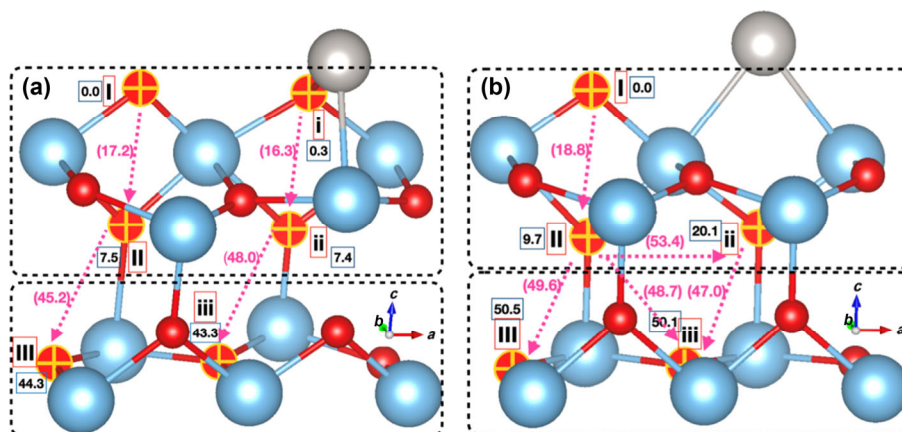 (a)
0.0 I
i
0.3
(17.2)
(16.3)
7.5 II
ii
7.4
(45.2)
(48.0)
iii
43.3
III
44.3
c
b
a
(b)
I 0.0
(18.8)
9.7 II
20.1 ii
(53.4)
(49.6)
(48.7) (47.0)
50.5
III
50.1 iii
c
b
a